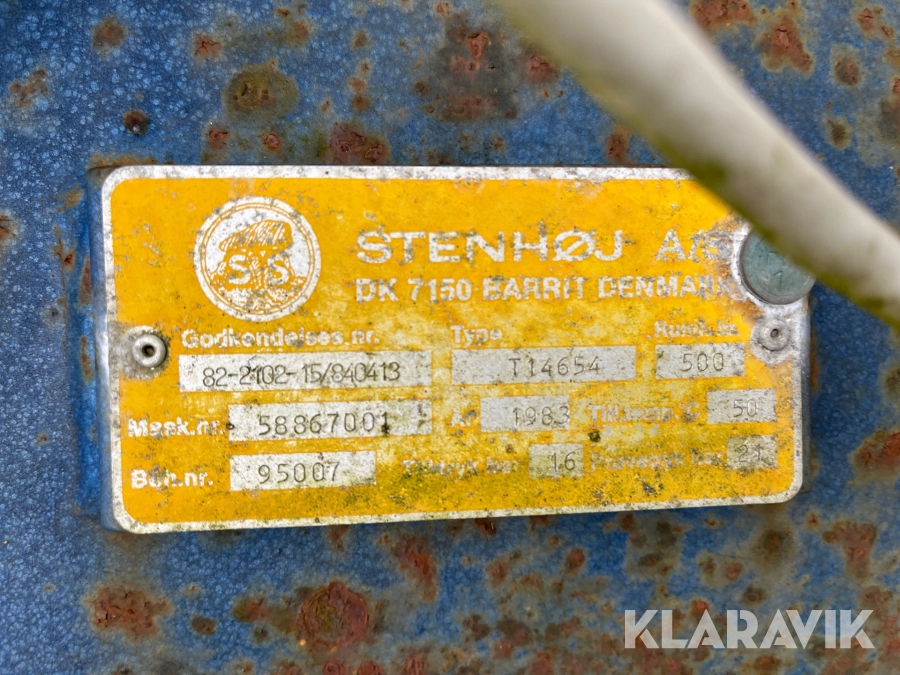 STENHØJ A/S
DK 7150 BARRIT DENMARK
SS
Godkendelses.nr. Type
82-2102-15/840413 T14654 500
Mask.nr. 58867001 1983 50
Beh.nr. 95007 16 21
KLARAVIK